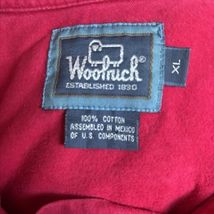 Woolrich®
ESTABLISHED 1830
XL
100% COTTON
ASSEMBLED IN MEXICO
OF U.S. COMPONENTS